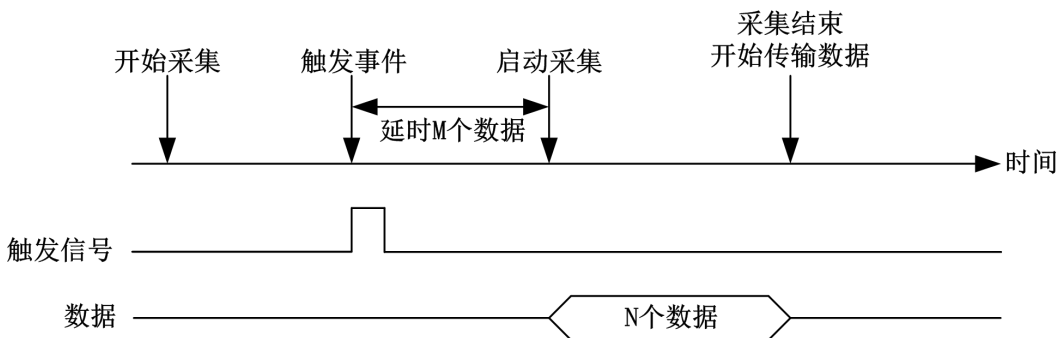 采集结束
开始传输数据
开始采集
触发事件
启动采集
延时M个数据
时间
触发信号
数据
N个数据